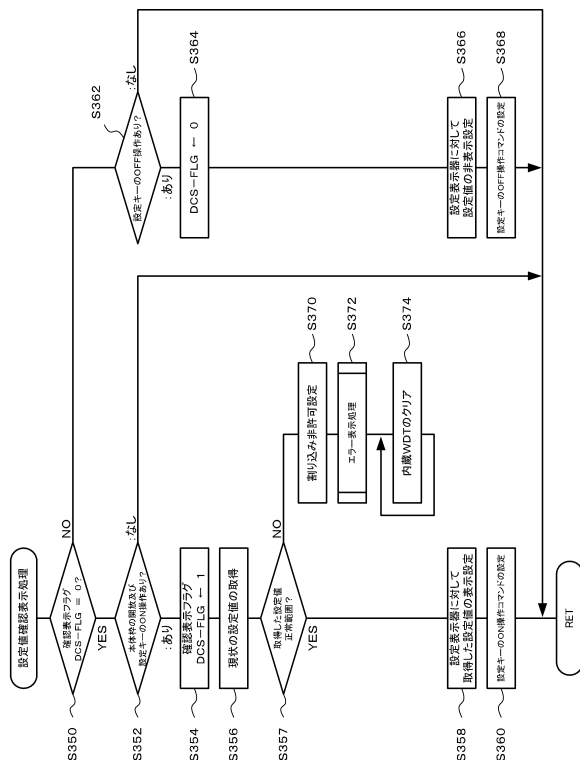 設定値確認表示処理
S350
確認表示フラグ
DCS-FLG = 0?
NO
YES
S352
本体枠の開放及び
設定キーのON操作あり?
:なし
:あり
S354
確認表示フラグ
DCS-FLG ← 1
S356
現状の設定値の取得
S357
取得した設定値
正常範囲?
NO
YES
S358
設定表示器に対して
取得した設定値の表示設定
S360
設定キーのON操作コマンドの設定
RET
S370
割り込み非許可設定
S372
エラー表示処理
S374
内蔵WDTのクリア
S362
設定キーのOFF操作あり?
:なし
:あり
S364
DCS-FLG ← 0
S366
設定表示器に対して
設定値の非表示設定
S368
設定キーのOFF操作コマンドの設定